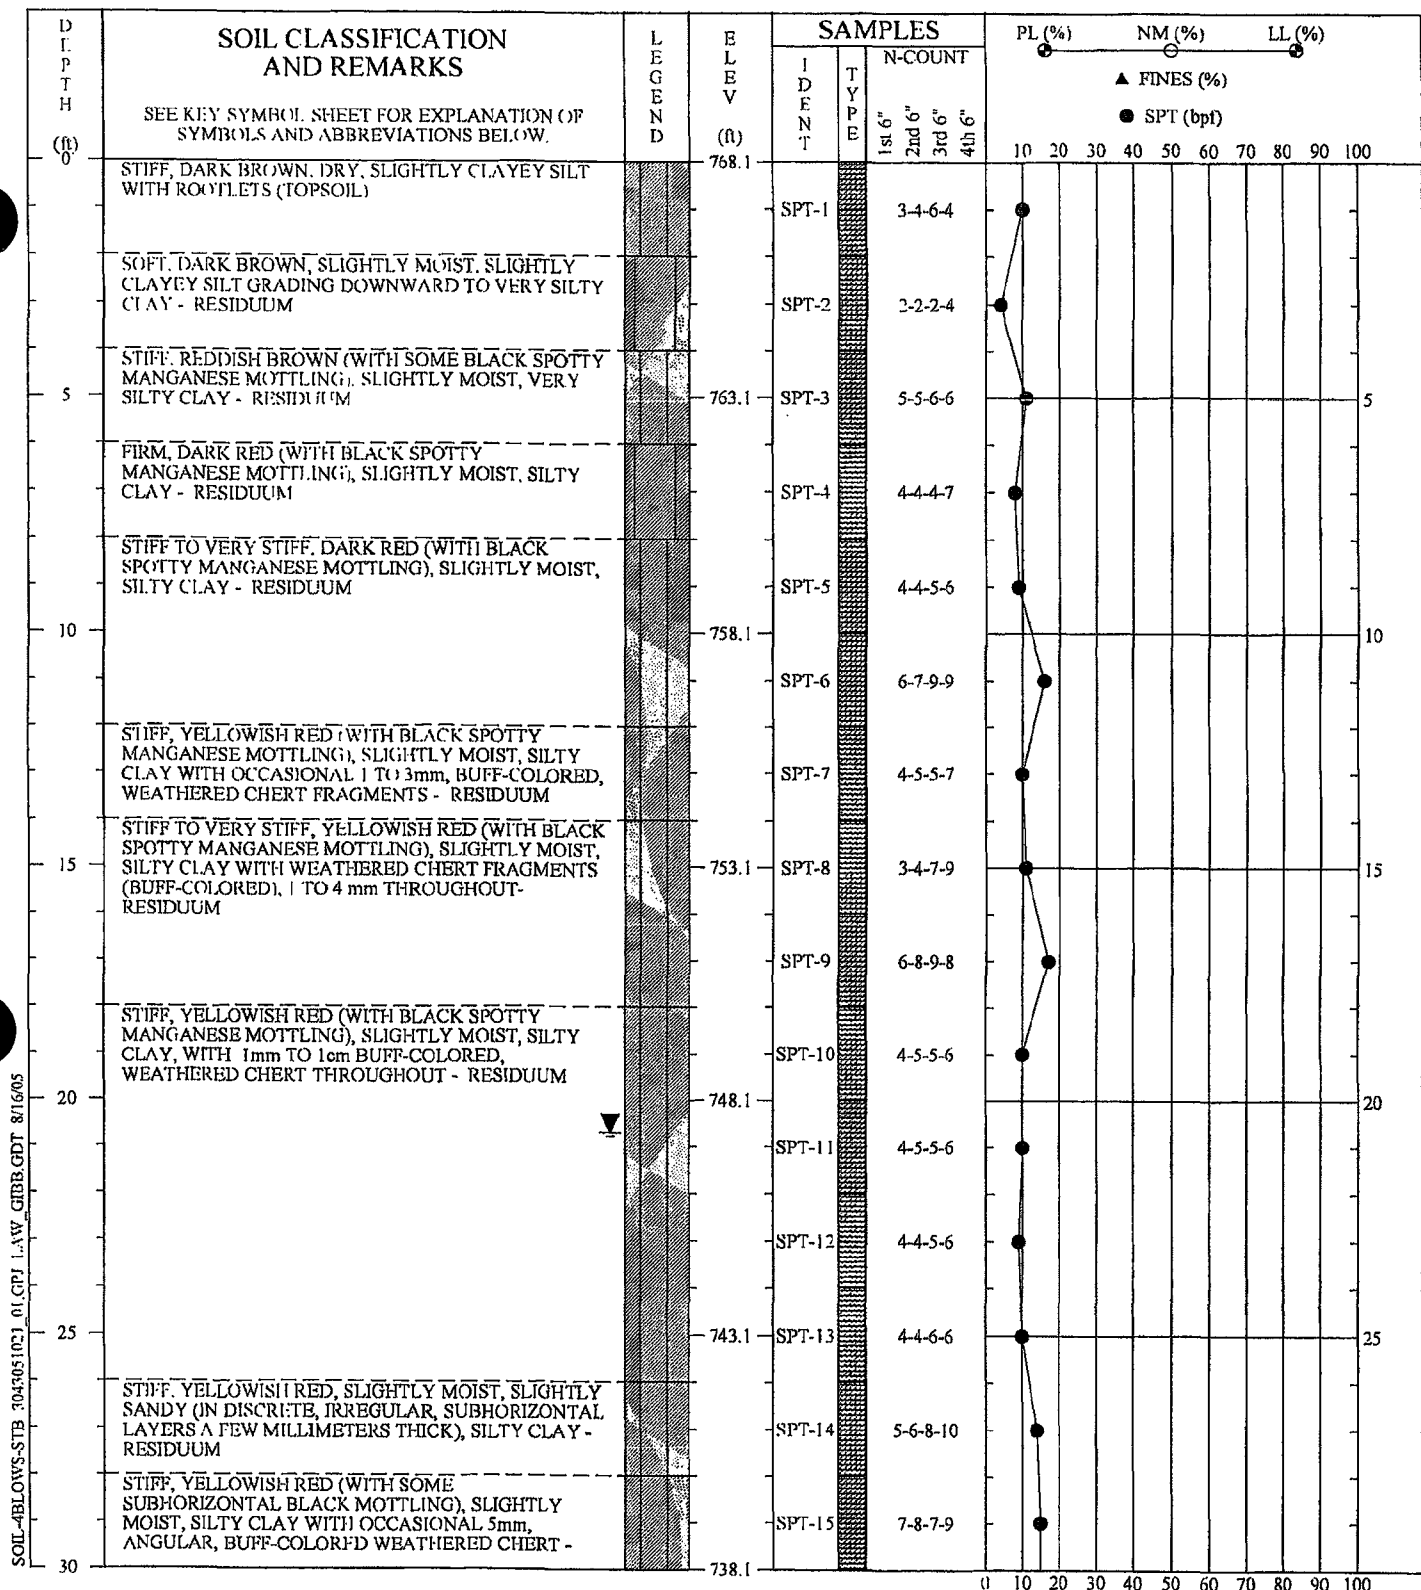 DEPTH (ft)
SOIL CLASSIFICATION
AND REMARKS
SEE KEY SYMBOL SHEET FOR EXPLANATION OF
SYMBOLS AND ABBREVIATIONS BELOW.
LEGEND
ELEV (ft)
SAMPLES
IDENT
TYPE
N-COUNT
1st 6"
2nd 6"
3rd 6"
4th 6"
PL (%) NM (%) LL (%)
▲ FINES (%)
● SPT (bpf)
10 20 30 40 50 60 70 80 90 100
0
768.1
STIFF, DARK BROWN, DRY, SLIGHTLY CLAYEY SILT
WITH ROOTLETS (TOPSOIL)
SPT-1 3-4-6-4
SOFT, DARK BROWN, SLIGHTLY MOIST, SLIGHTLY
CLAYEY SILT GRADING DOWNWARD TO VERY SILTY
CLAY - RESIDUUM
SPT-2 2-2-2-4
STIFF, REDDISH BROWN (WITH SOME BLACK SPOTTY
MANGANESE MOTTLING), SLIGHTLY MOIST, VERY
SILTY CLAY - RESIDUUM
5 763.1 SPT-3 5-5-6-6 5
FIRM, DARK RED (WITH BLACK SPOTTY
MANGANESE MOTTLING), SLIGHTLY MOIST, SILTY
CLAY - RESIDUUM
SPT-4 4-4-4-7
STIFF TO VERY STIFF, DARK RED (WITH BLACK
SPOTTY MANGANESE MOTTLING), SLIGHTLY MOIST,
SILTY CLAY - RESIDUUM
SPT-5 4-4-5-6
10 758.1 10
SPT-6 6-7-9-9
STIFF, YELLOWISH RED (WITH BLACK SPOTTY
MANGANESE MOTTLING), SLIGHTLY MOIST, SILTY
CLAY WITH OCCASIONAL 1 TO 3mm, BUFF-COLORED,
WEATHERED CHERT FRAGMENTS - RESIDUUM
SPT-7 4-5-5-7
STIFF TO VERY STIFF, YELLOWISH RED (WITH BLACK
SPOTTY MANGANESE MOTTLING), SLIGHTLY MOIST,
SILTY CLAY WITH WEATHERED CHERT FRAGMENTS
(BUFF-COLORED), 1 TO 4 mm THROUGHOUT-
RESIDUUM
15 753.1 SPT-8 3-4-7-9 15
SPT-9 6-8-9-8
STIFF, YELLOWISH RED (WITH BLACK SPOTTY
MANGANESE MOTTLING), SLIGHTLY MOIST, SILTY
CLAY, WITH 1mm TO 1cm BUFF-COLORED,
WEATHERED CHERT THROUGHOUT - RESIDUUM
SPT-10 4-5-5-6
20 748.1 20
SPT-11 4-5-5-6
SPT-12 4-4-5-6
25 743.1 SPT-13 4-4-6-6 25
STIFF, YELLOWISH RED, SLIGHTLY MOIST, SLIGHTLY
SANDY (IN DISCRETE, IRREGULAR, SUBHORIZONTAL
LAYERS A FEW MILLIMETERS THICK), SILTY CLAY -
RESIDUUM
SPT-14 5-6-8-10
STIFF, YELLOWISH RED (WITH SOME
SUBHORIZONTAL BLACK MOTTLING), SLIGHTLY
MOIST, SILTY CLAY WITH OCCASIONAL 5mm,
ANGULAR, BUFF-COLORED WEATHERED CHERT -
SPT-15 7-8-7-9
30 738.1
0 10 20 30 40 50 60 70 80 90 100
SOIL-4BLOWS-STB 3043051021_01.GPJ LAW_GIBB.GDT 8/16/05